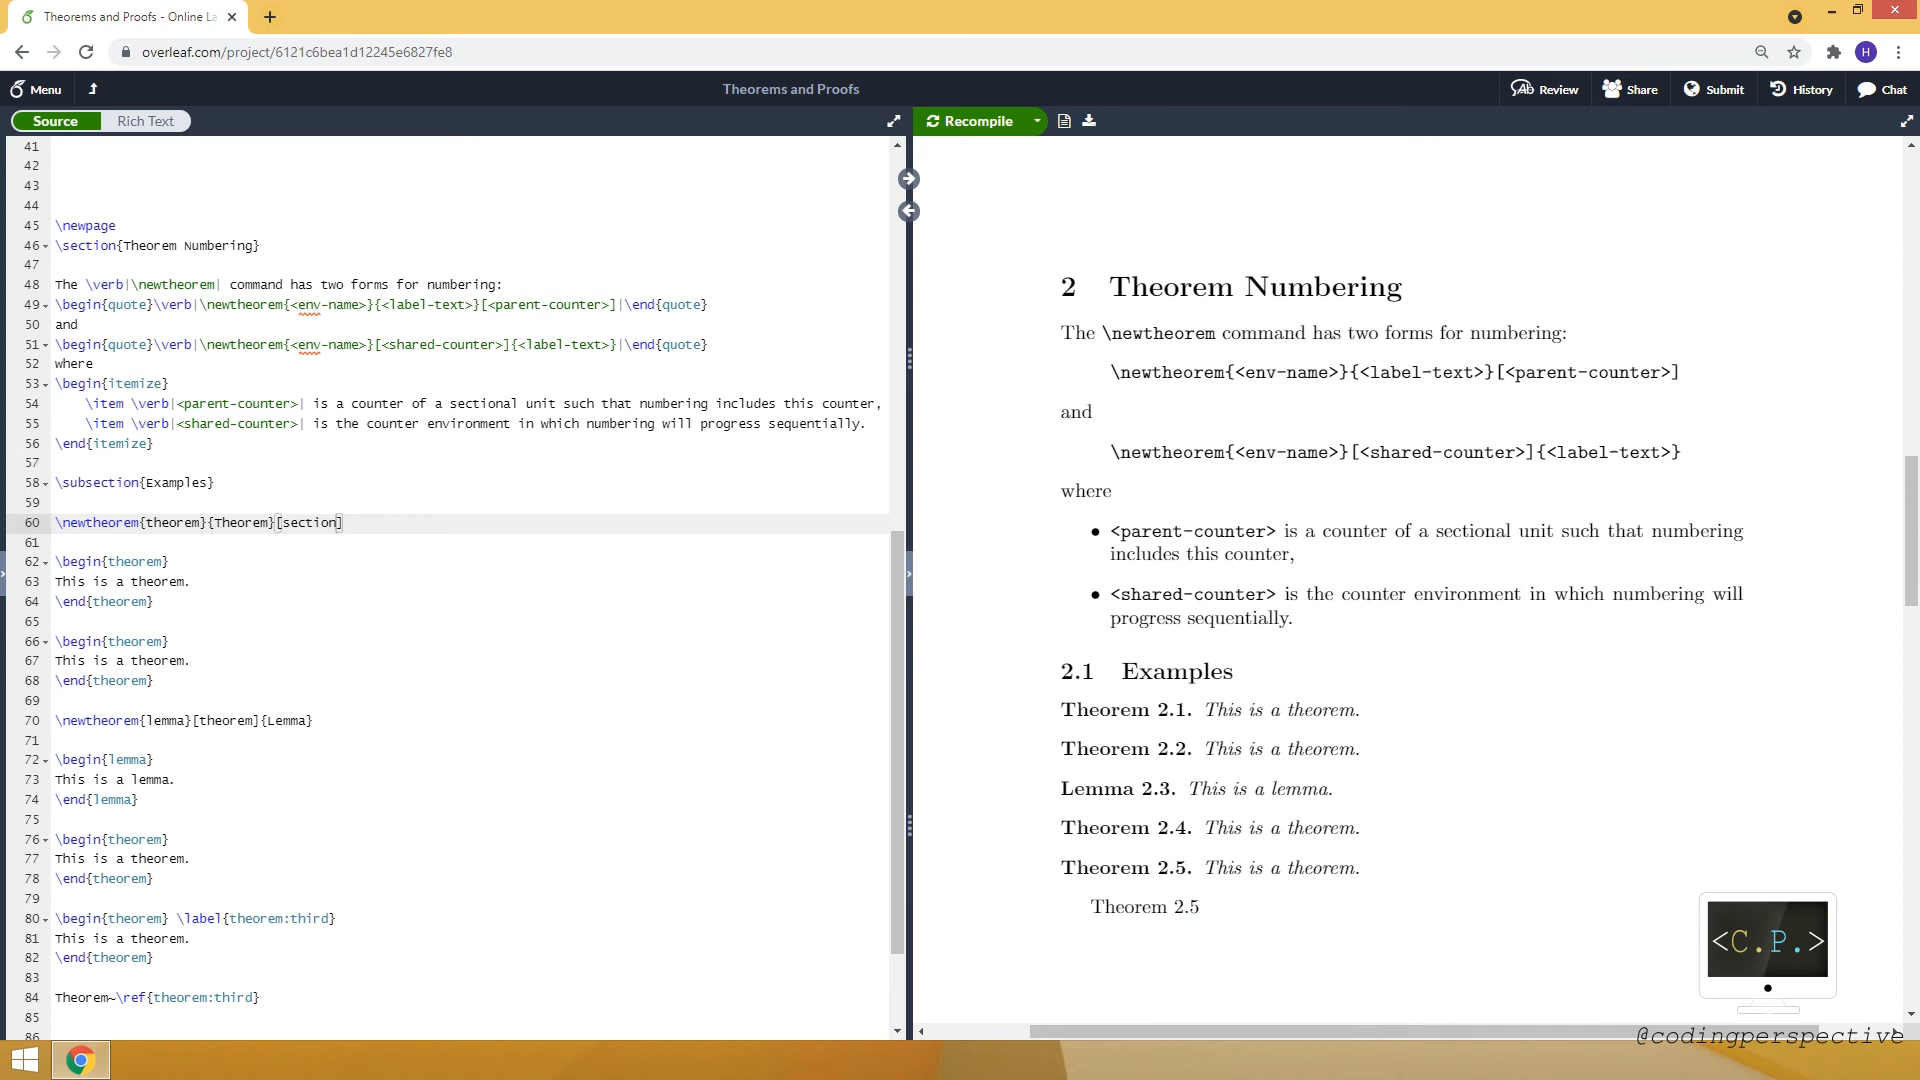 Theorems and Proofs - Online La
overleaf.com/project/6121c6bea1d12245e6827fe8
H
Menu
Theorems and Proofs
Review
Share
Submit
History
Chat
Source
Rich Text
Recompile
41
42
43
44
45 \newpage
46 \section{Theorem Numbering}
47
48 The \verb|\newtheorem| command has two forms for numbering:
49 \begin{quote}\verb|\newtheorem{<env-name>}{<label-text>}[<parent-counter>]|\end{quote}
50 and
51 \begin{quote}\verb|\newtheorem{<env-name>}[<shared-counter>]{<label-text>}|\end{quote}
52 where
53 \begin{itemize}
54 \item \verb|<parent-counter>| is a counter of a sectional unit such that numbering includes this counter,
55 \item \verb|<shared-counter>| is the counter environment in which numbering will progress sequentially.
56 \end{itemize}
57
58 \subsection{Examples}
59
60 \newtheorem{theorem}{Theorem}[section]
61
62 \begin{theorem}
63 This is a theorem.
64 \end{theorem}
65
66 \begin{theorem}
67 This is a theorem.
68 \end{theorem}
69
70 \newtheorem{lemma}[theorem]{Lemma}
71
72 \begin{lemma}
73 This is a lemma.
74 \end{lemma}
75
76 \begin{theorem}
77 This is a theorem.
78 \end{theorem}
79
80 \begin{theorem} \label{theorem:third}
81 This is a theorem.
82 \end{theorem}
83
84 Theorem~\ref{theorem:third}
85
86
2 Theorem Numbering
The \newtheorem command has two forms for numbering:
\newtheorem{<env-name>}{<label-text>}[<parent-counter>]
and
\newtheorem{<env-name>}[<shared-counter>]{<label-text>}
where
• <parent-counter> is a counter of a sectional unit such that numbering
includes this counter,
• <shared-counter> is the counter environment in which numbering will
progress sequentially.
2.1 Examples
Theorem 2.1. This is a theorem.
Theorem 2.2. This is a theorem.
Lemma 2.3. This is a lemma.
Theorem 2.4. This is a theorem.
Theorem 2.5. This is a theorem.
Theorem 2.5
<C.P.>
@codingperspective